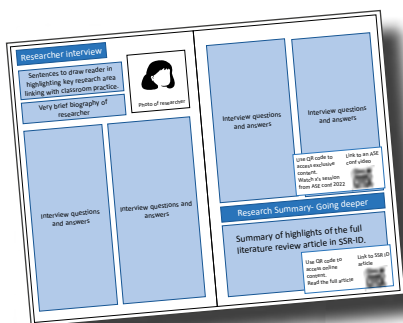 Researcher interview
Sentences to draw reader in
highlighting key research area
linking with classroom practice.
Very brief biography of
researcher
Photo of researcher
Interview questions
and answers
Interview questions and
answers
Interview questions
and answers
Interview questions
and answers
Use QR code to
access exclusive
content.
Watch x's session
from ASE conf 2022
Link to an ASE
conf video
Research Summary- Going deeper
Summary of highlights of the full
literature review article in SSR-ID.
Use QR code to
access online
content.
Read the full article
Link to SSR ID
article